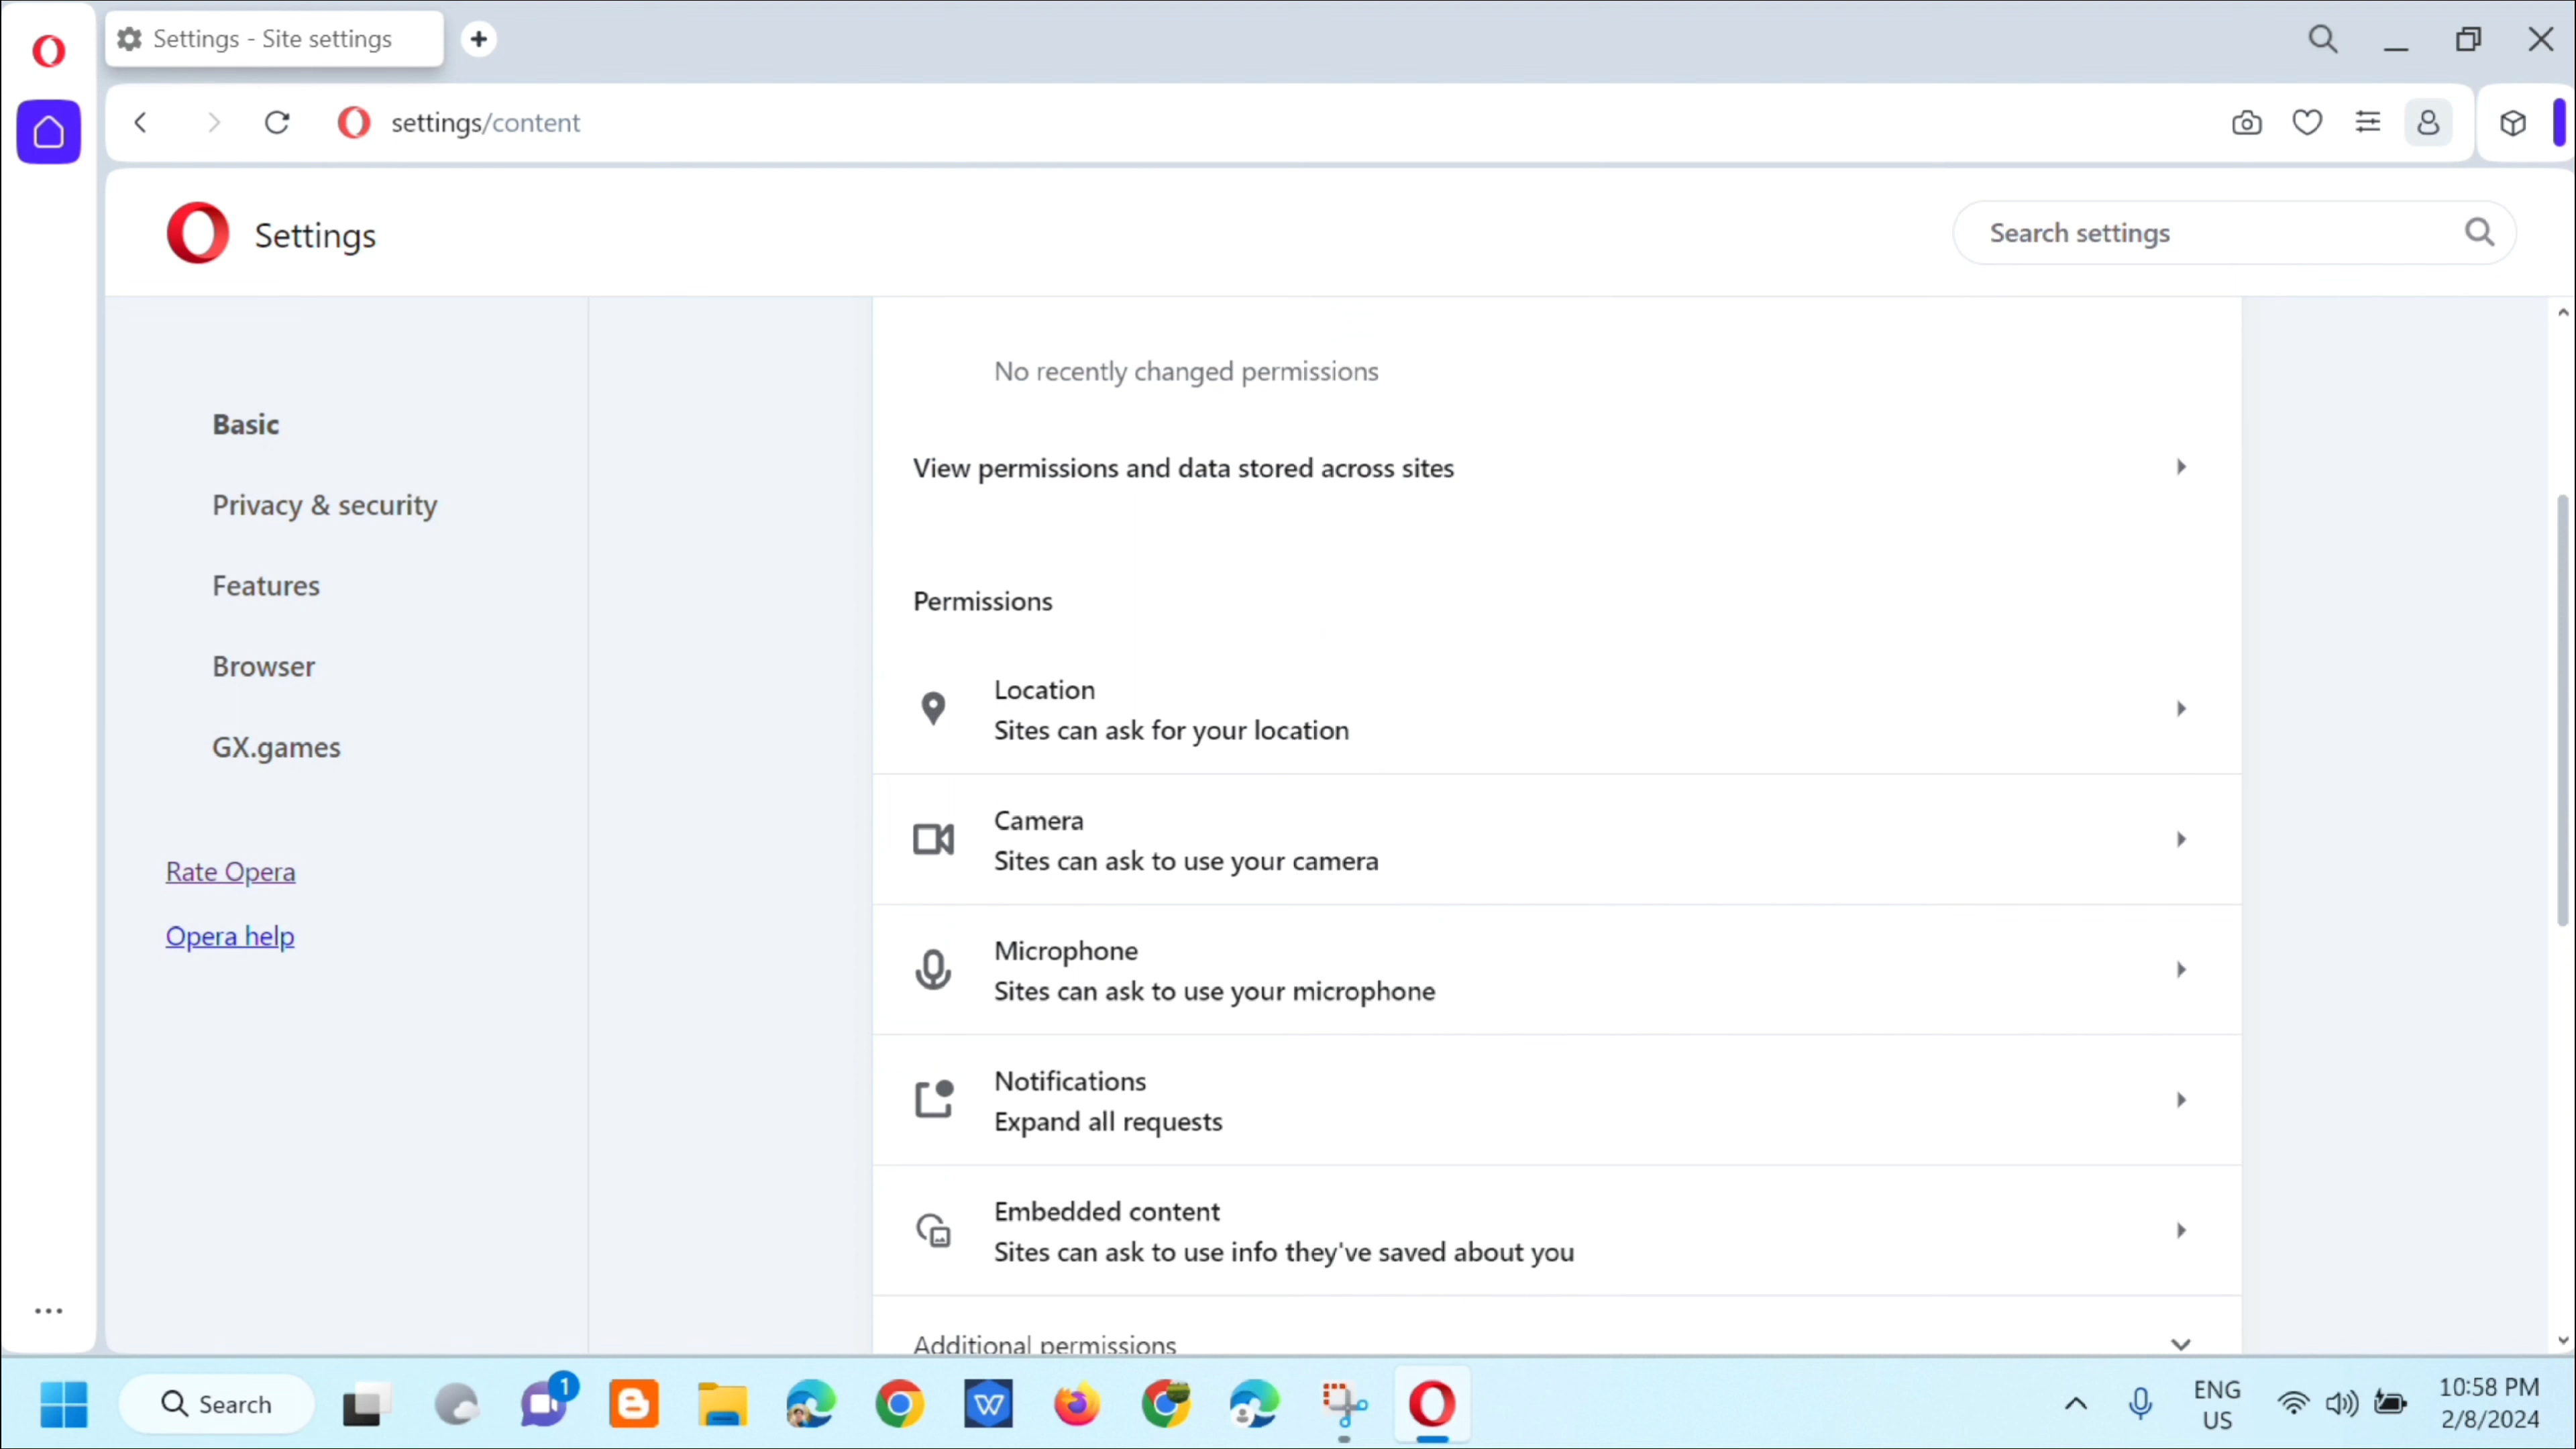 Settings - Site settings
settings/content
Settings
Search settings
Basic
Privacy & security
Features
Browser
GX.games
Rate Opera
Opera help
No recently changed permissions
View permissions and data stored across sites
Permissions
Location
Sites can ask for your location
Camera
Sites can ask to use your camera
Microphone
Sites can ask to use your microphone
Notifications
Expand all requests
Embedded content
Sites can ask to use info they've saved about you
Additional permissions
Search
1
W
ENG
US
10:58 PM
2/8/2024